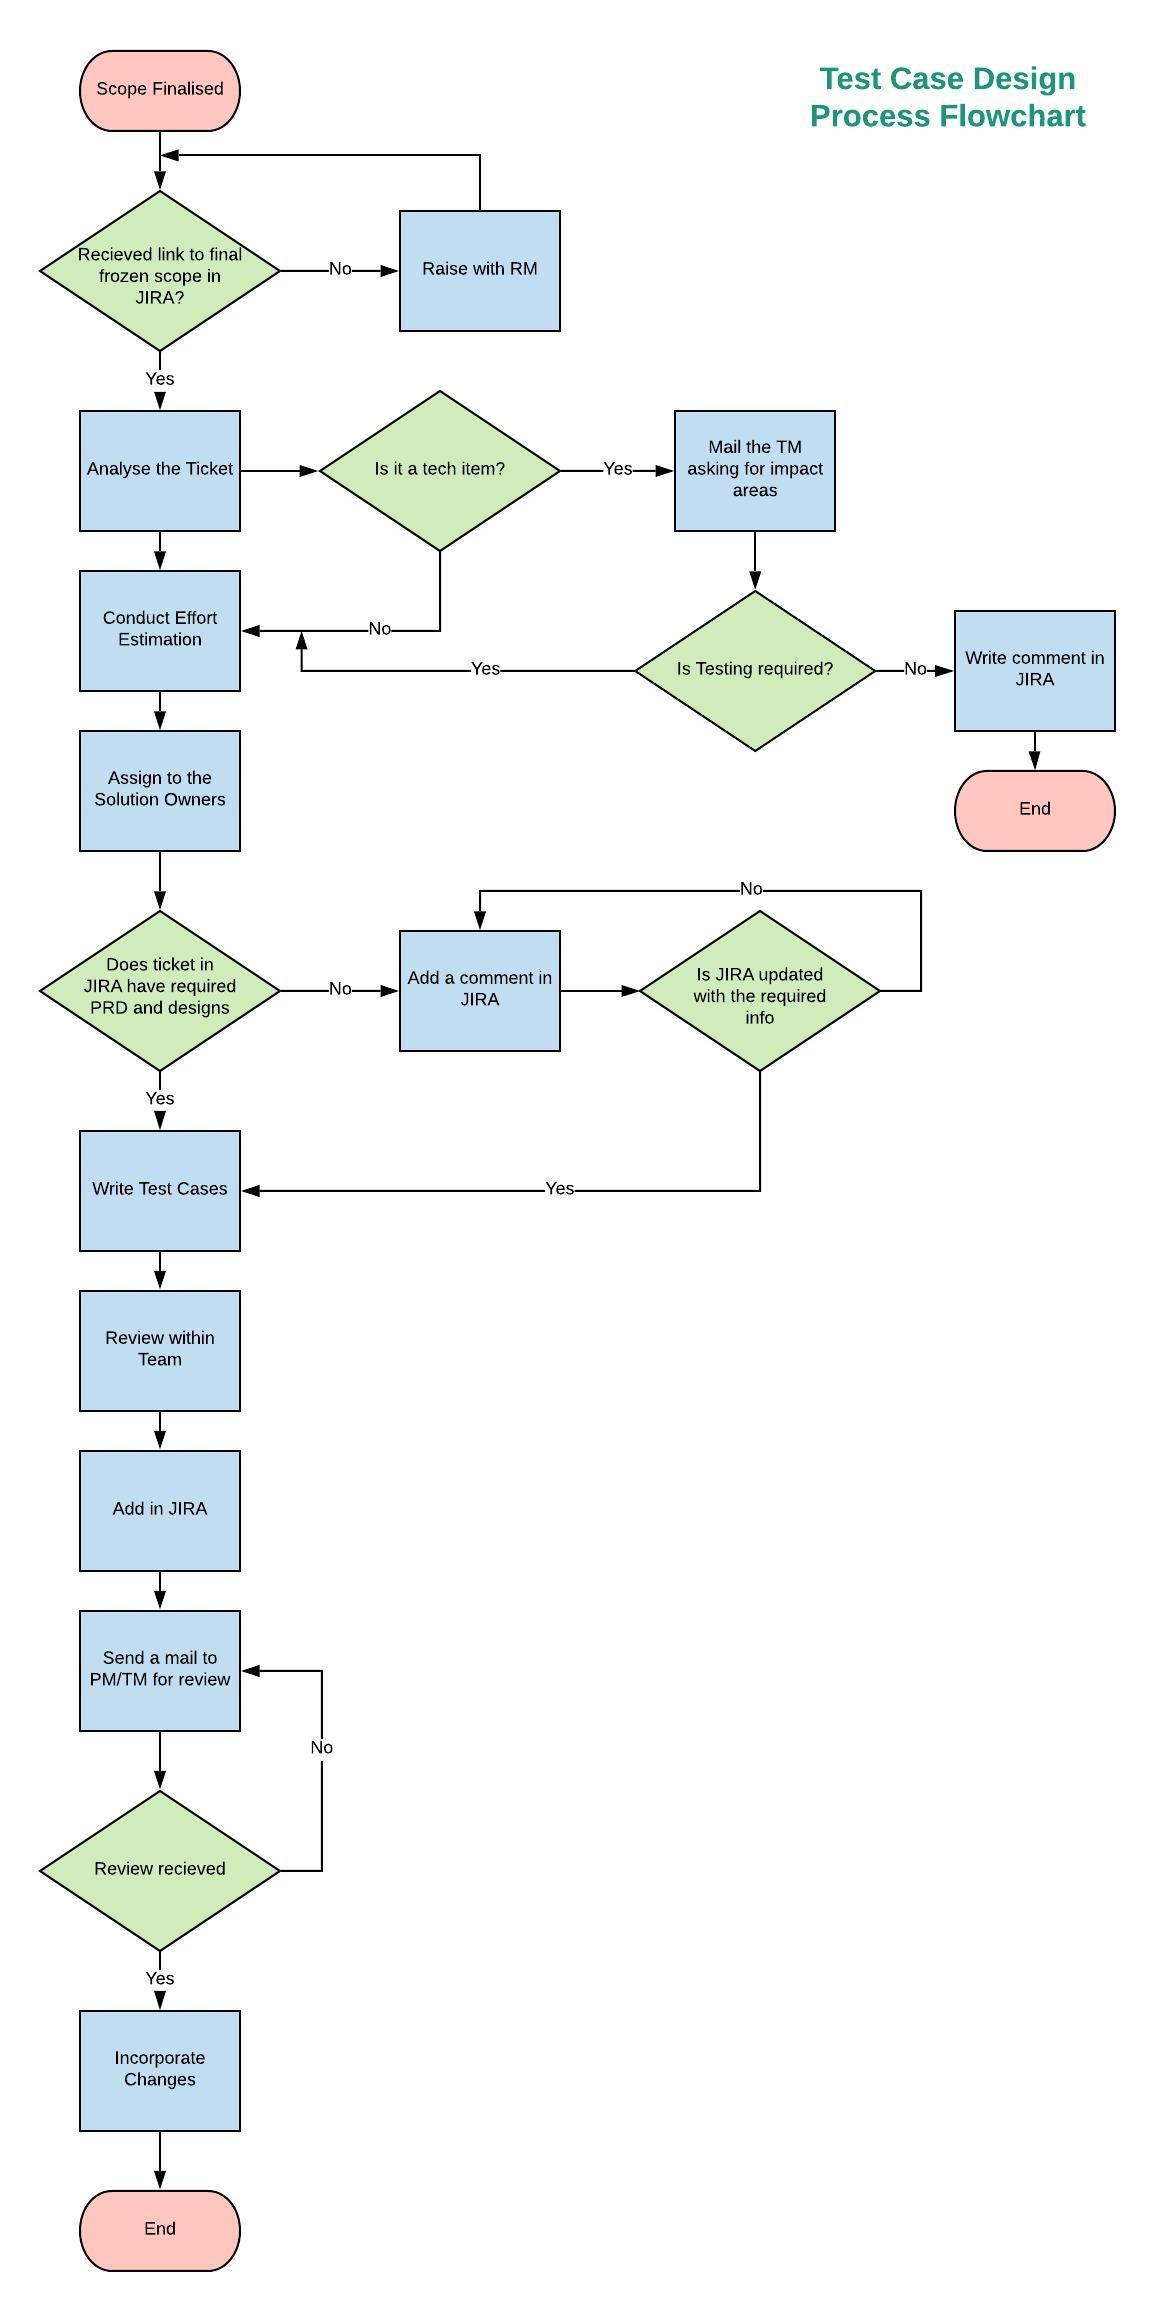 Scope Finalised
Test Case Design
Process Flowchart
Recieved link to final
frozen scope in
JIRA?
No
Raise with RM
Yes
Analyse the Ticket
Is it a tech item?
Yes
Mail the TM
asking for impact
areas
Conduct Effort
Estimation
No
Yes
Is Testing required?
No
Write comment in
JIRA
Assign to the
Solution Owners
End
No
Does ticket in
JIRA have required
PRD and designs
No
Add a comment in
JIRA
Is JIRA updated
with the required
info
Yes
Write Test Cases
Yes
Review within
Team
Add in JIRA
Send a mail to
PM/TM for review
No
Review recieved
Yes
Incorporate
Changes
End